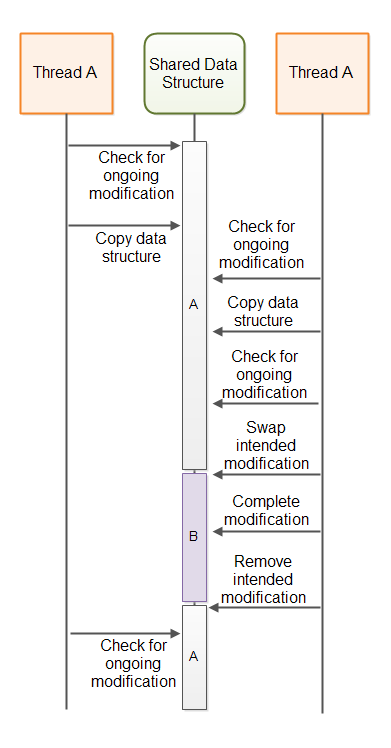 Thread A
Shared Data
Structure
Thread A
Check for
ongoing
modification
Copy data
structure
Check for
ongoing
modification
A
Copy data
structure
Check for
ongoing
modification
Swap
intended
modification
B
Complete
modification
Remove
intended
modification
Check for
ongoing
modification
A